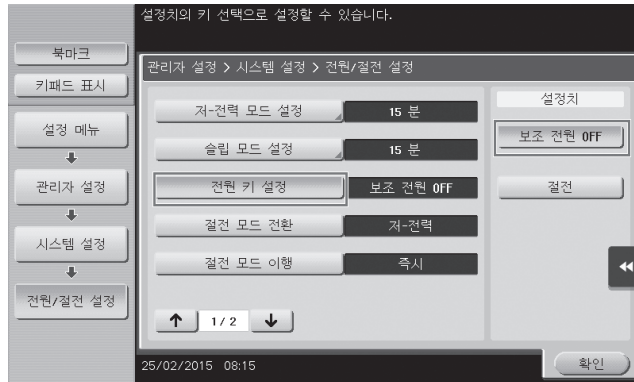 설정치의 키 선택으로 설정할 수 있습니다.
북마크
키패드 표시
설정 메뉴
관리자 설정
시스템 설정
전원/절전 설정
관리자 설정 > 시스템 설정 > 전원/절전 설정
저-전력 모드 설정 15 분
슬립 모드 설정 15 분
전원 키 설정 보조 전원 OFF
절전 모드 전환 저-전력
절전 모드 이행 즉시
↑ 1/2 ↓
설정치
보조 전원 OFF
절전
25/02/2015 08:15
확인